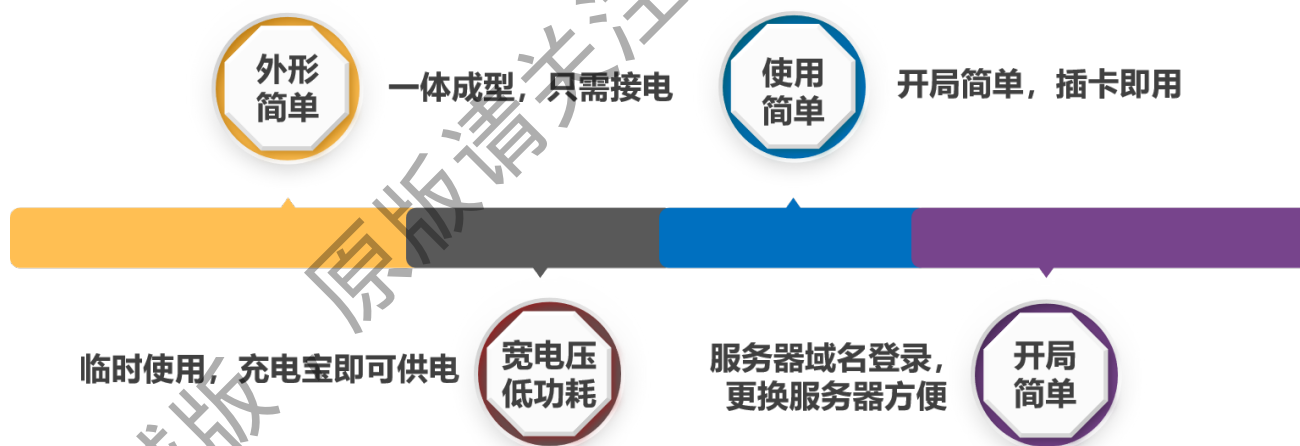 外形
简单
一体成型，只需接电
使用
简单
开局简单，插卡即用
临时使用，充电宝即可供电
宽电压
低功耗
服务器域名登录，
更换服务器方便
开局
简单
原版请关注
版